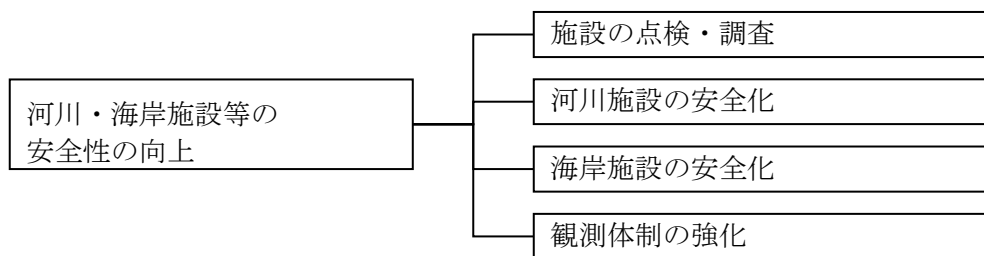 河川・海岸施設等の
安全性の向上
施設の点検・調査
河川施設の安全化
海岸施設の安全化
観測体制の強化